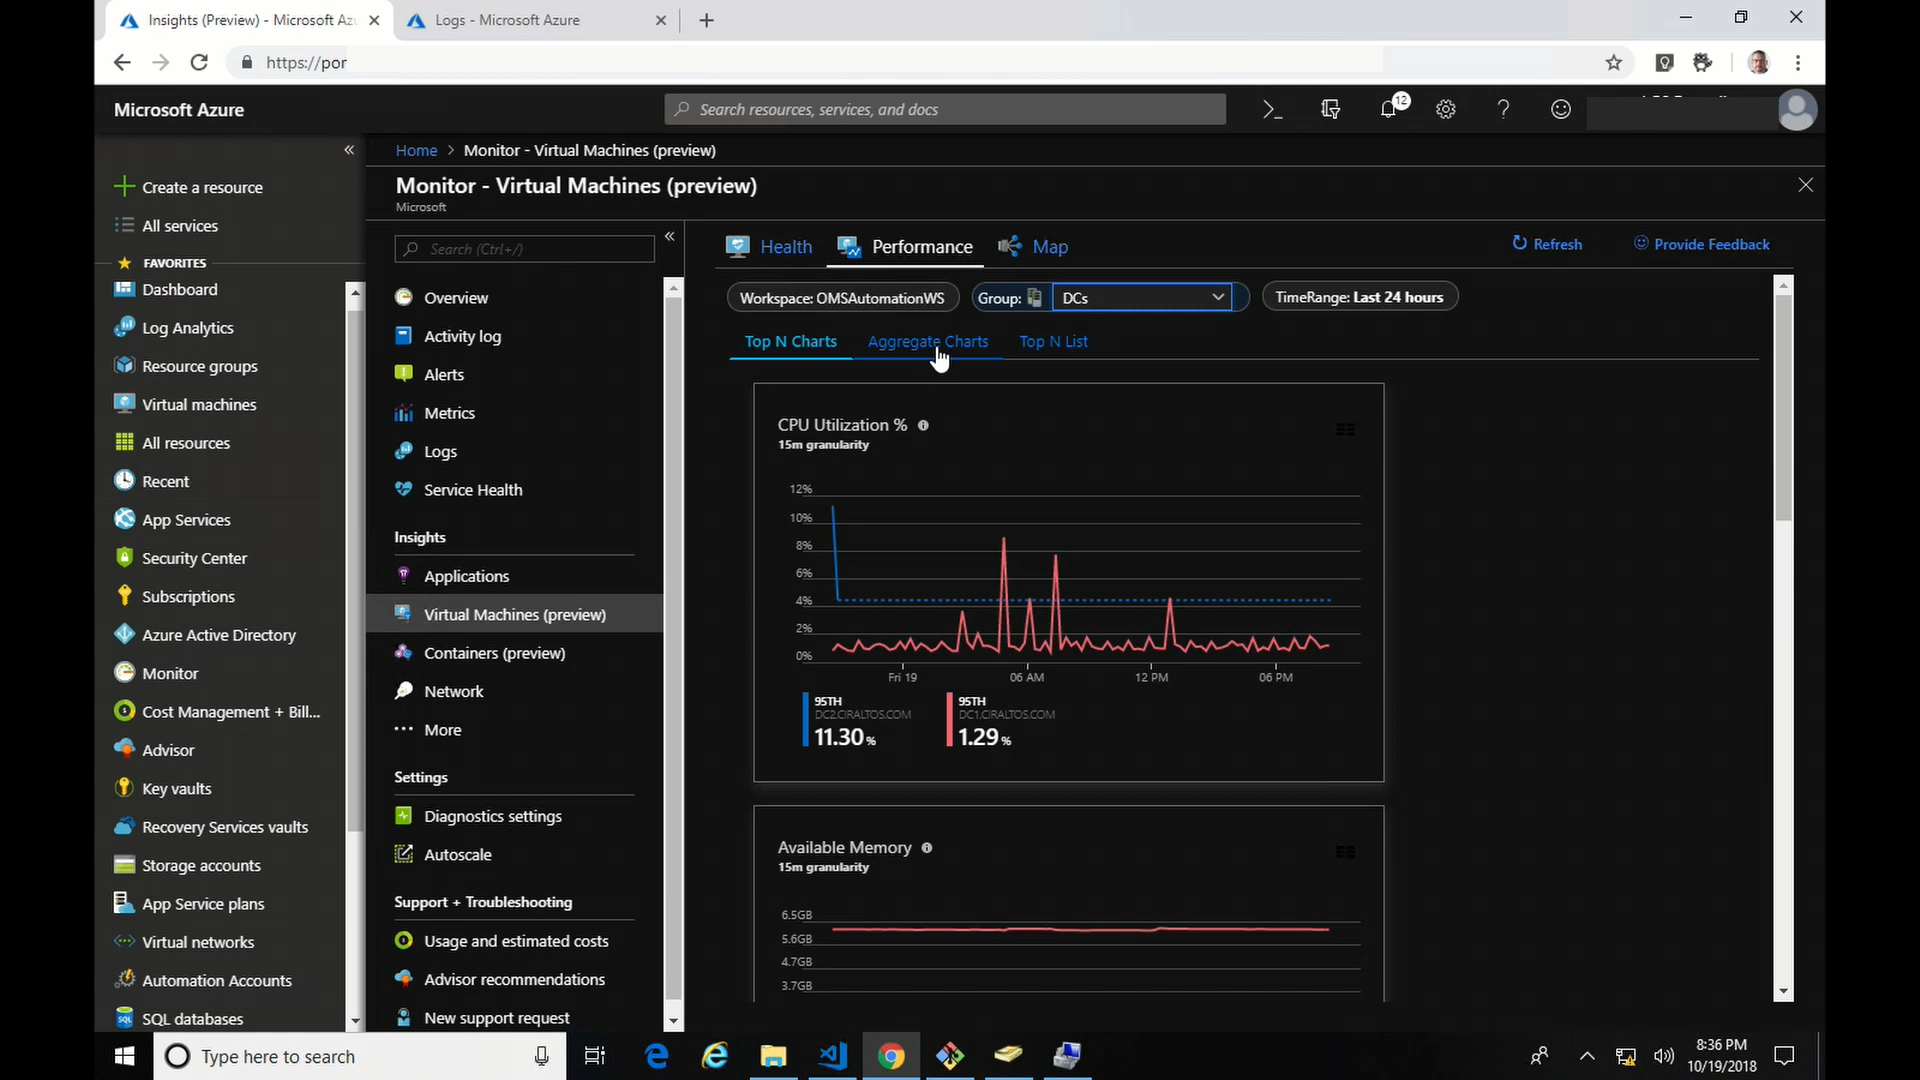 Insights (Preview) - Microsoft Az
Logs - Microsoft Azure
https://por
Microsoft Azure
Search resources, services, and docs
12
Home > Monitor - Virtual Machines (preview)
Monitor - Virtual Machines (preview)
Microsoft
Create a resource
All services
FAVORITES
Dashboard
Log Analytics
Resource groups
Virtual machines
All resources
Recent
App Services
Security Center
Subscriptions
Azure Active Directory
Monitor
Cost Management + Bill...
Advisor
Key vaults
Recovery Services vaults
Storage accounts
App Service plans
Virtual networks
Automation Accounts
SQL databases
Search (Ctrl+/)
Overview
Activity log
Alerts
Metrics
Logs
Service Health
Insights
Applications
Virtual Machines (preview)
Containers (preview)
Network
More
Settings
Diagnostics settings
Autoscale
Support + Troubleshooting
Usage and estimated costs
Advisor recommendations
New support request
Health
Performance
Map
Refresh
Provide Feedback
Workspace: OMSAutomationWS
Group: DCs
TimeRange: Last 24 hours
Top N Charts
Aggregate Charts
Top N List
CPU Utilization %
15m granularity
12%
10%
8%
6%
4%
2%
0%
Fri 19
06 AM
12 PM
06 PM
95TH
DC2.CIRALTOS.COM
11.30 %
95TH
DC1.CIRALTOS.COM
1.29 %
Available Memory
15m granularity
6.5GB
5.6GB
4.7GB
3.7GB
Type here to search
8:36 PM
10/19/2018